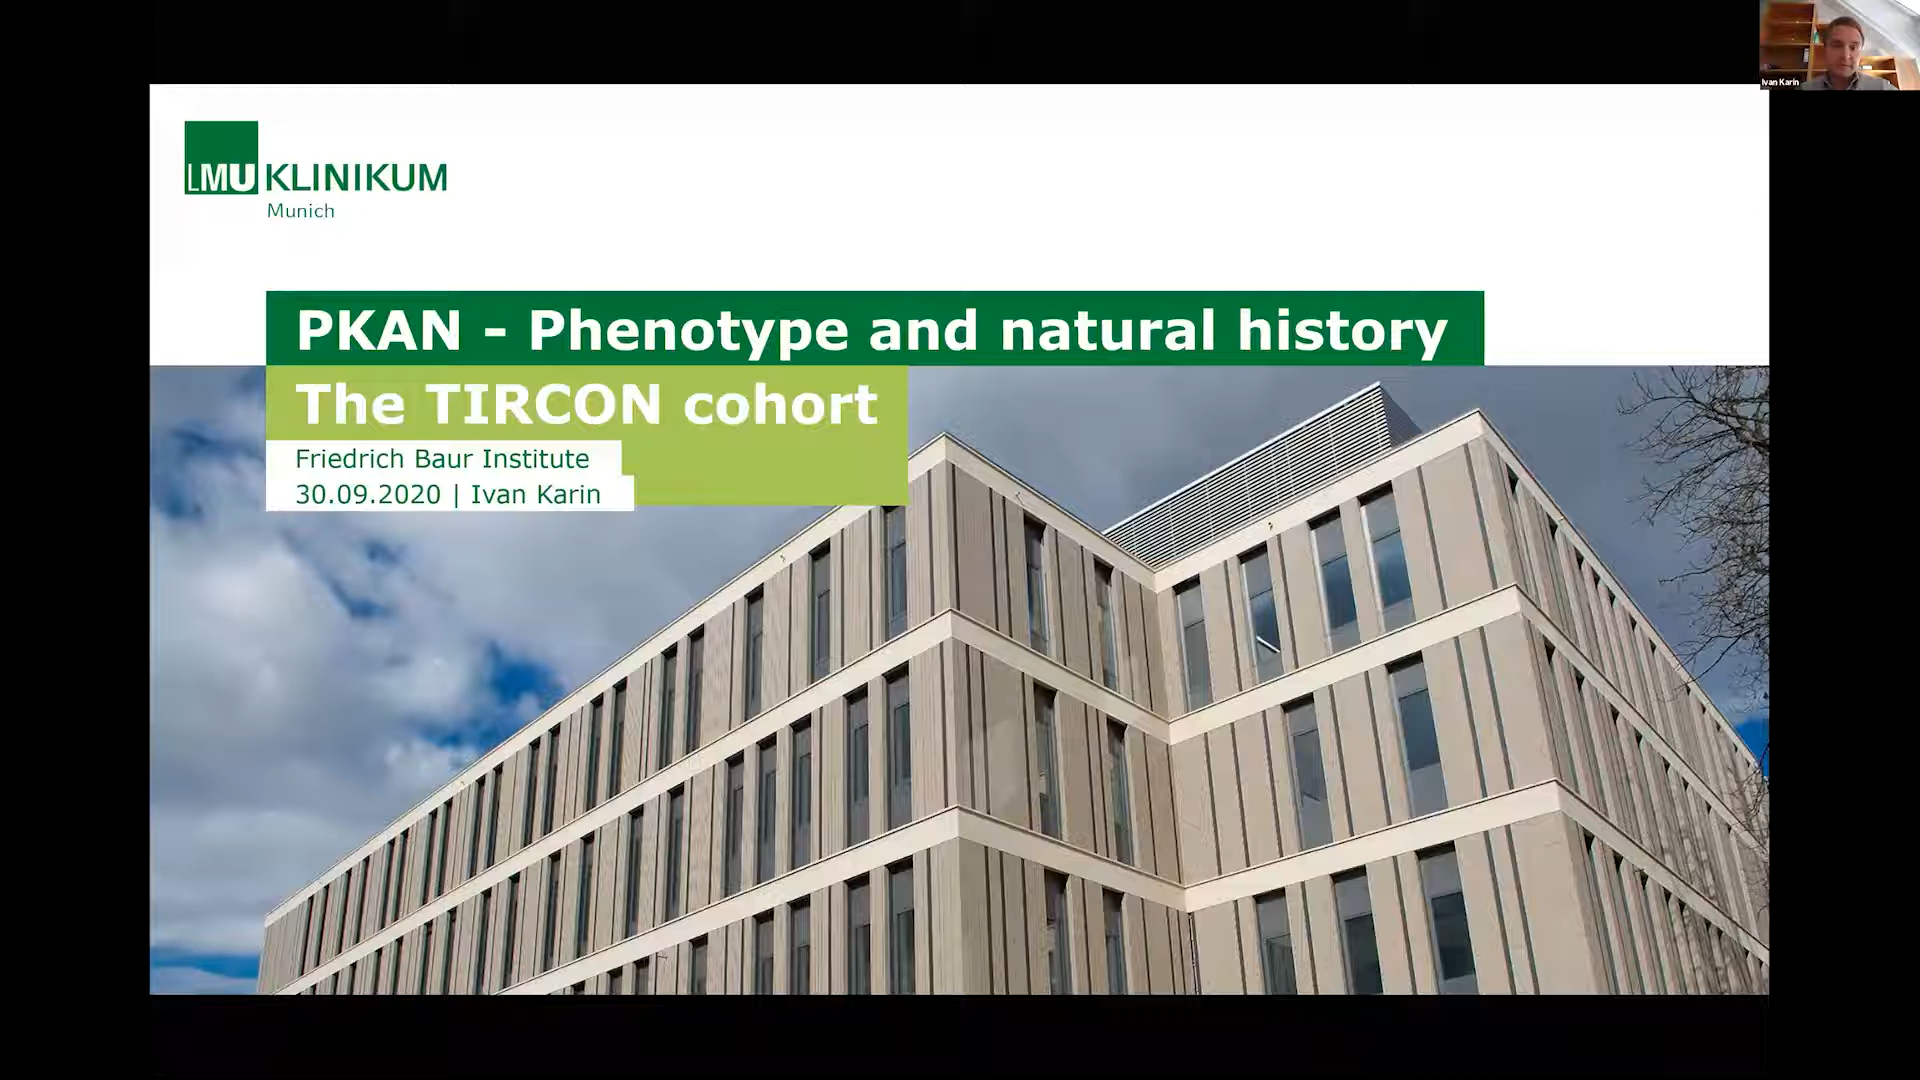 LMU KLINIKUM
Munich
PKAN - Phenotype and natural history
The TIRCON cohort
Friedrich Baur Institute
30.09.2020 | Ivan Karin
Ivan Karin